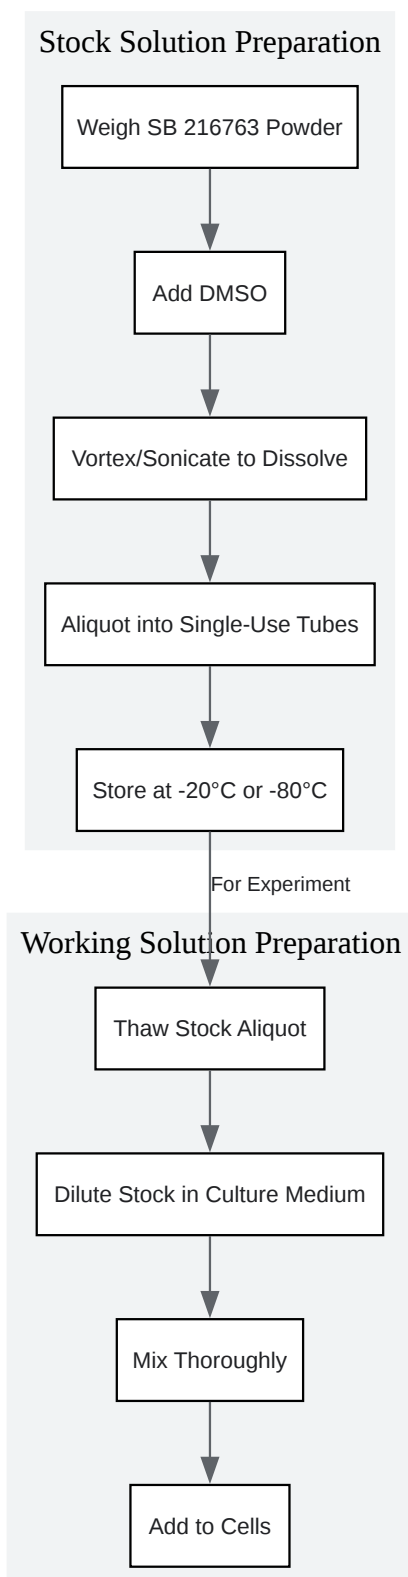 Stock Solution Preparation
Weigh SB 216763 Powder
Add DMSO
Vortex/Sonicate to Dissolve
Aliquot into Single-Use Tubes
Store at -20°C or -80°C
For Experiment
Working Solution Preparation
Thaw Stock Aliquot
Dilute Stock in Culture Medium
Mix Thoroughly
Add to Cells